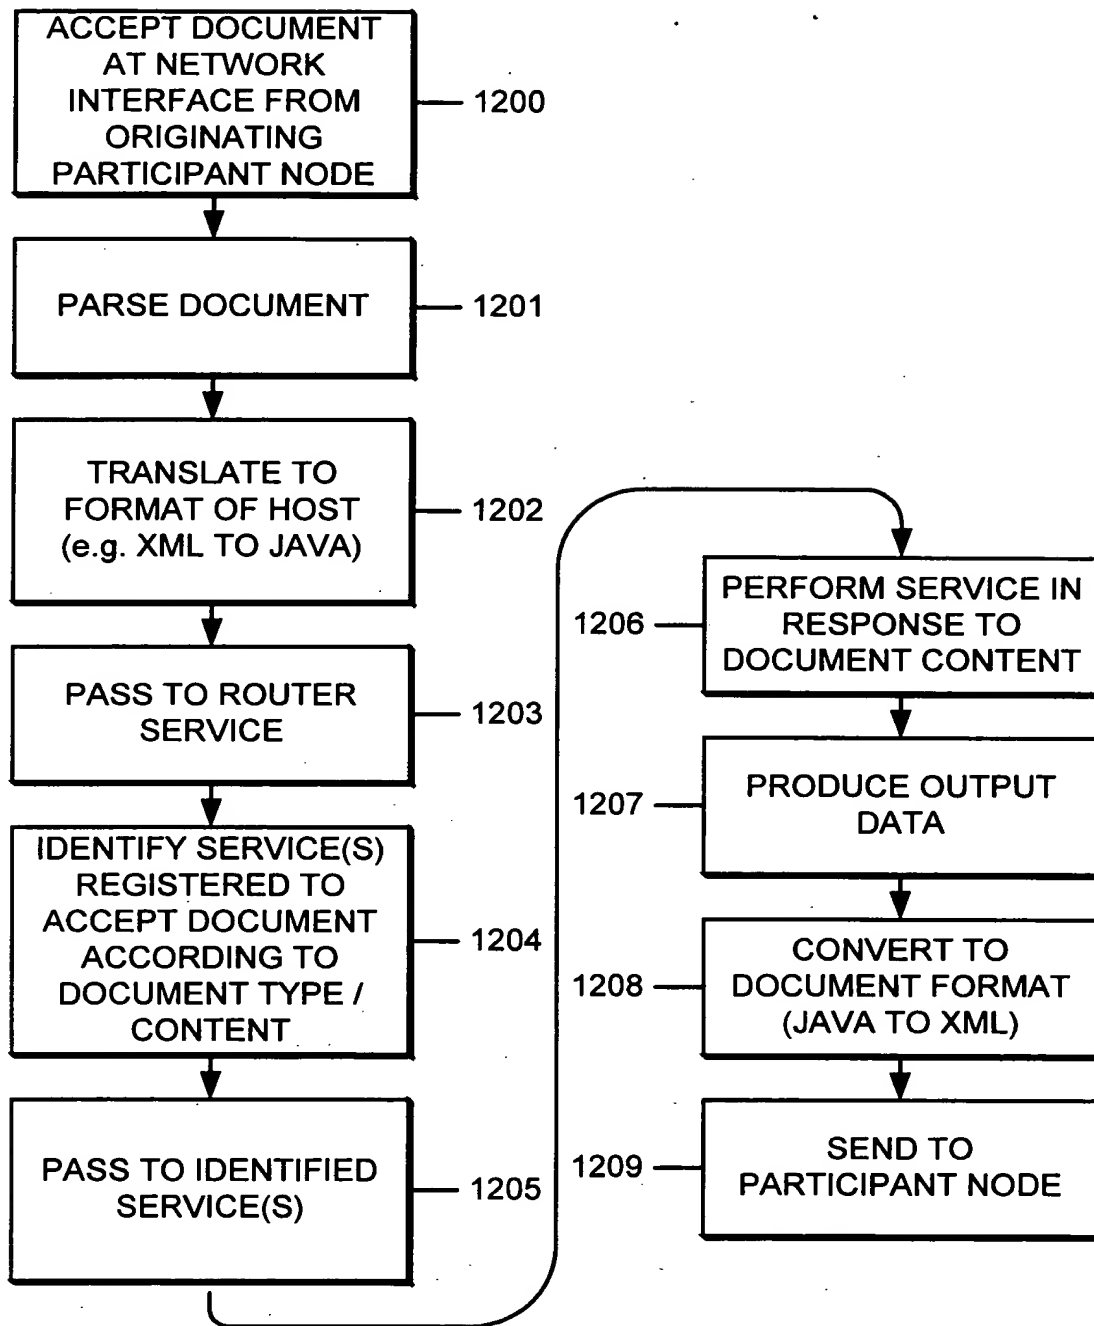 ACCEPT DOCUMENT
AT NETWORK
INTERFACE FROM
ORIGINATING
PARTICIPANT NODE
1200
PARSE DOCUMENT
1201
TRANSLATE TO
FORMAT OF HOST
(e.g. XML TO JAVA)
1202
PASS TO ROUTER
SERVICE
1203
IDENTIFY SERVICE(S)
REGISTERED TO
ACCEPT DOCUMENT
ACCORDING TO
DOCUMENT TYPE /
CONTENT
1204
PASS TO IDENTIFIED
SERVICE(S)
1205
1206
PERFORM SERVICE IN
RESPONSE TO
DOCUMENT CONTENT
1207
PRODUCE OUTPUT
DATA
1208
CONVERT TO
DOCUMENT FORMAT
(JAVA TO XML)
1209
SEND TO
PARTICIPANT NODE